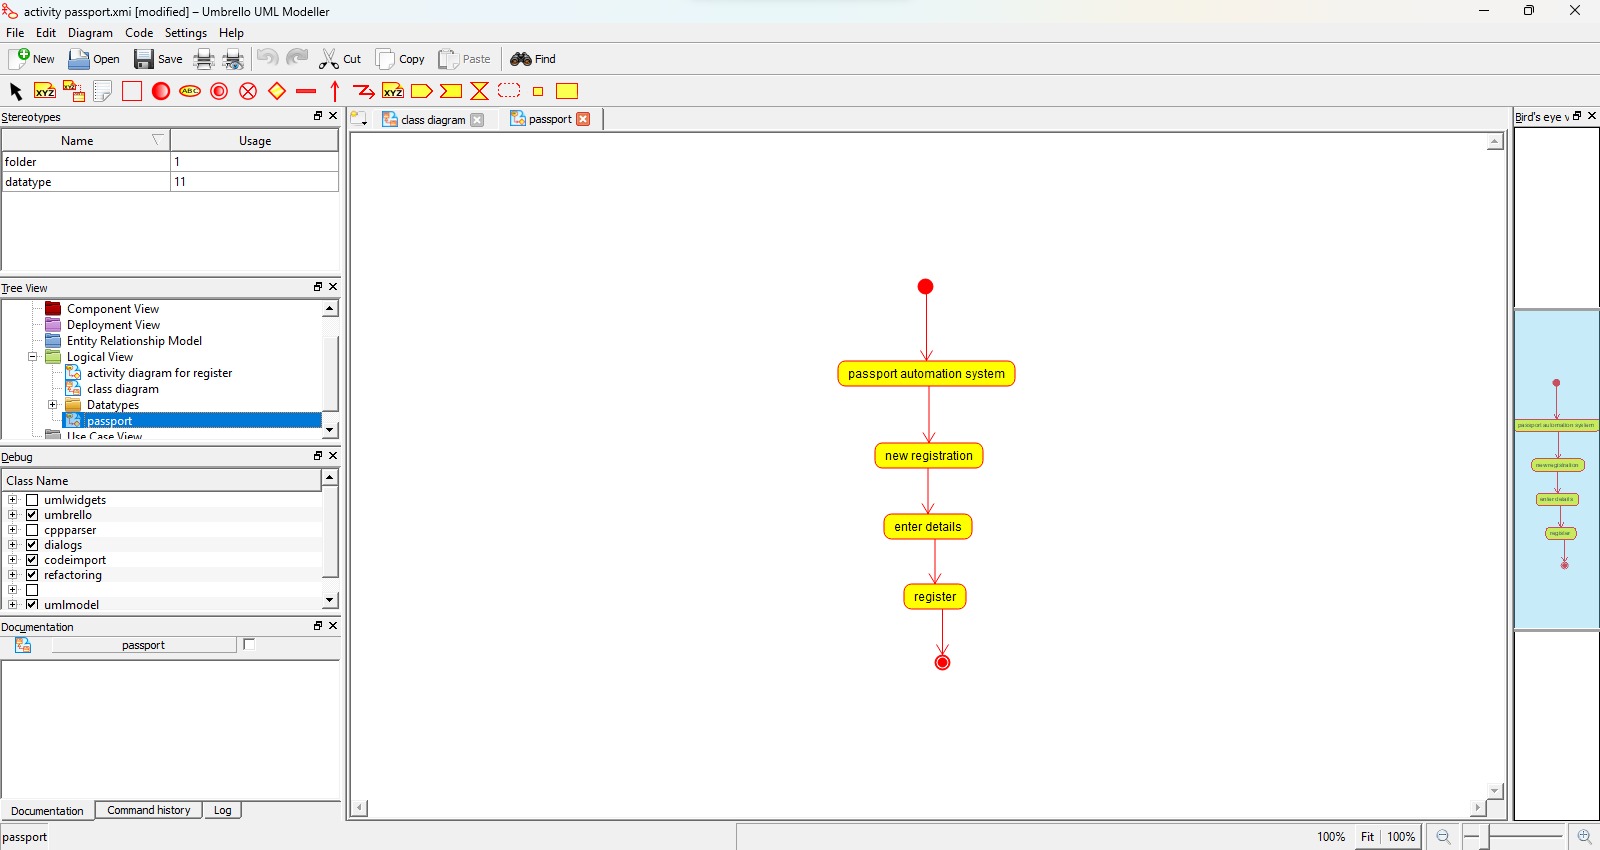 activity passport.xmi [modified] – Umbrello UML Modeller
File Edit Diagram Code Settings Help
New Open Save Cut Copy Paste Find
XYZ XYZ ABC XYZ
Stereotypes
Name Usage
folder 1
datatype 11
Tree View
Component View
Deployment View
Entity Relationship Model
Logical View
activity diagram for register
class diagram
Datatypes
passport
Use Case View
Debug
Class Name
umlwidgets
umbrello
cppparser
dialogs
codeimport
refactoring
umlmodel
Documentation
passport
Documentation Command history Log
passport
class diagram passport
passport automation system
new registration
enter details
register
Bird's eye v
passport automation system
new registration
enter details
register
100% Fit 100%